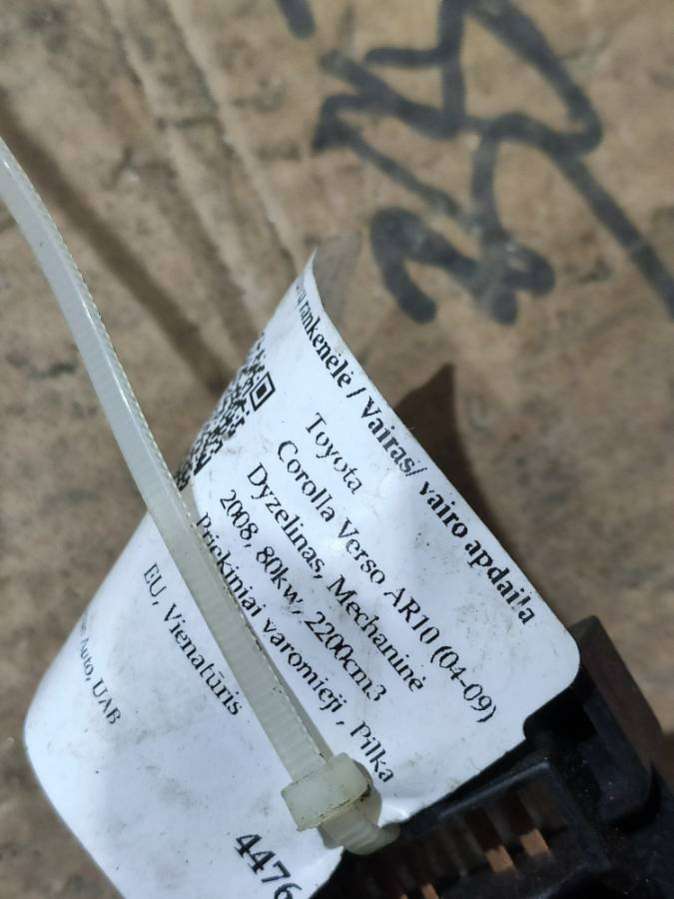 rankenėlė / Vairas/ vairo apdaila
Toyota
Corolla Verso AR10 (04-09)
Dyzelinas, Mechaninė
2008, 80kw, 2200cm3
Priekiniai varomieji , Pilka
EU, Vienatūris
Auto, UAB
4476